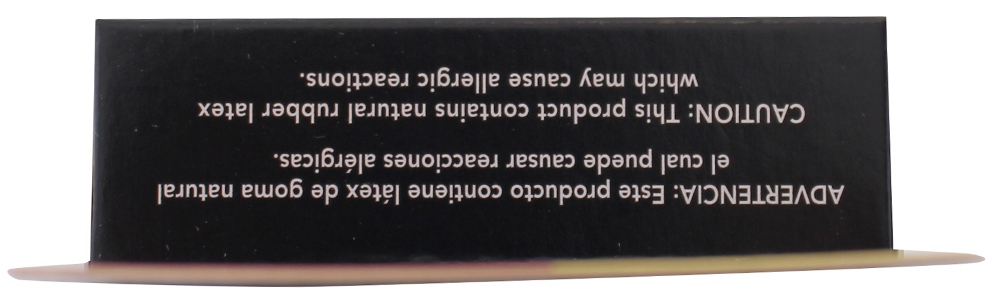 ADVERTENCIA: Este producto contiene látex de goma natural
el cual puede causar reacciones alérgicas.
CAUTION: This product contains natural rubber latex
which may cause allergic reactions.